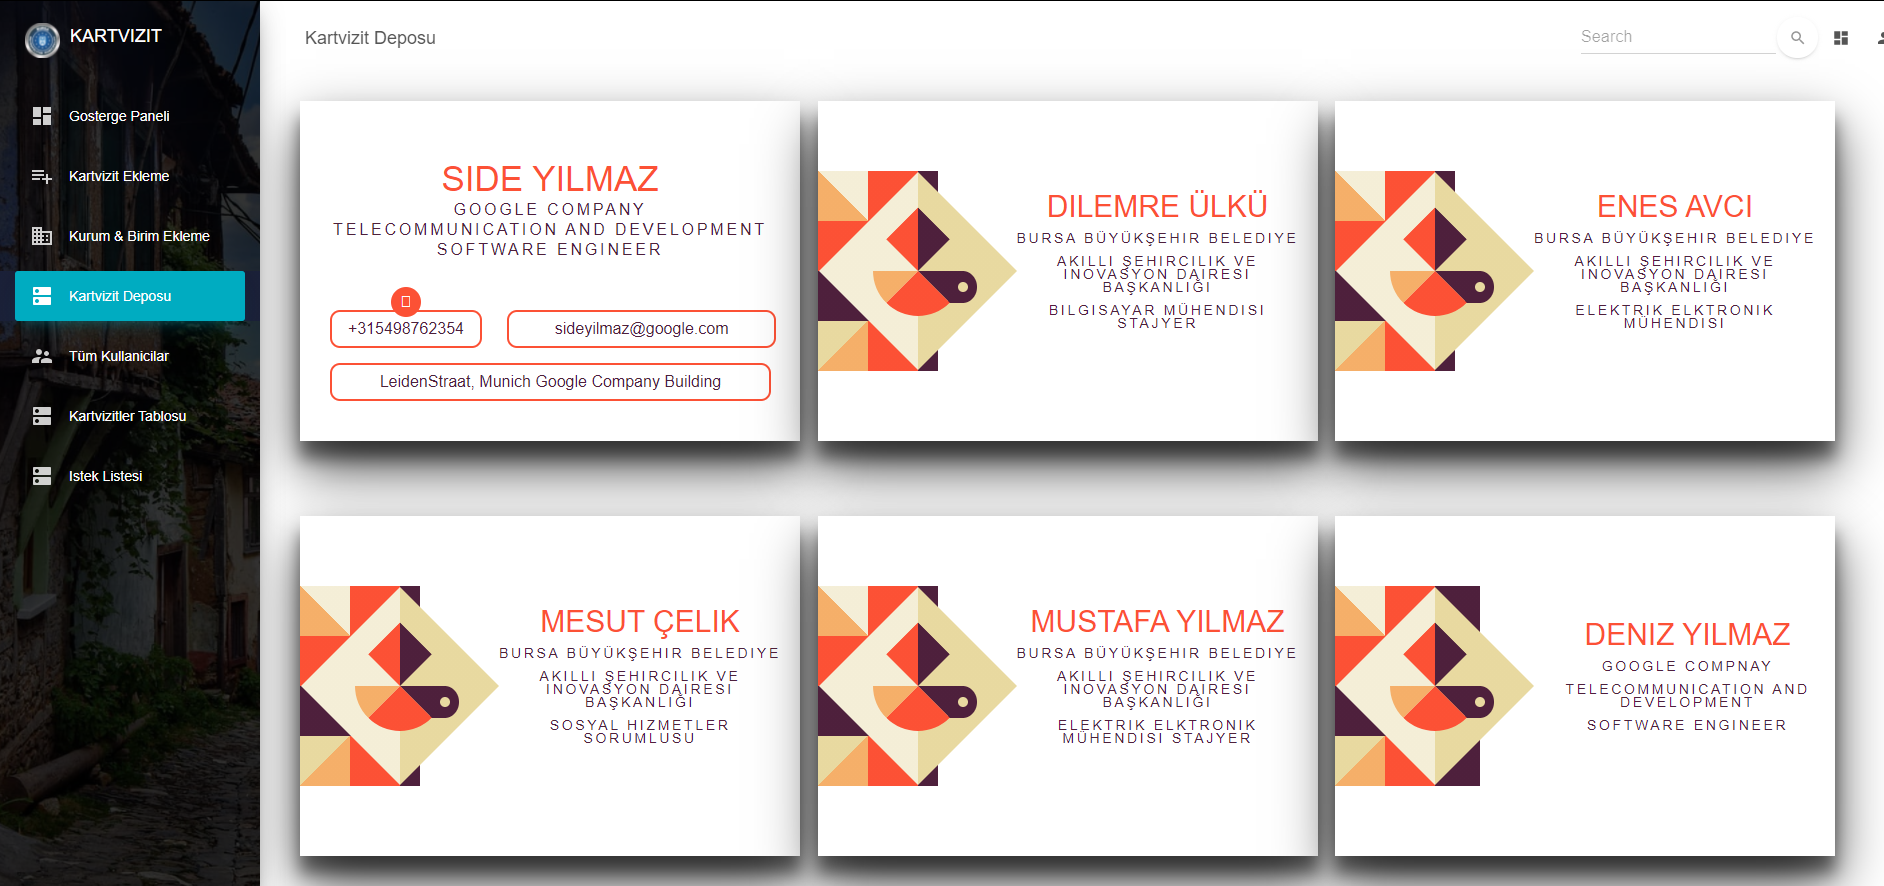 KARTVIZIT
Gosterge Paneli
Kartvizit Ekleme
Kurum & Birim Ekleme
Kartvizit Deposu
Tüm Kullanicilar
Kartvizitler Tablosu
Istek Listesi
Kartvizit Deposu
Search
SIDE YILMAZ
GOOGLE COMPANY
TELECOMMUNICATION AND DEVELOPMENT
SOFTWARE ENGINEER
+315498762354
sideyilmaz@google.com
LeidenStraat, Munich Google Company Building
DILEMRE ÜLKÜ
BURSA BÜYÜKŞEHIR BELEDIYE
AKILLI ŞEHIRCILIK VE
INOVASYON DAIRESI
BAŞKANLIĞI
BILGISAYAR MÜHENDISI
STAJYER
ENES AVCI
BURSA BÜYÜKŞEHIR BELEDIYE
AKILLI ŞEHIRCILIK VE
INOVASYON DAIRESI
BAŞKANLIĞI
ELEKTRIK ELKTRONIK
MÜHENDISI
MESUT ÇELIK
BURSA BÜYÜKŞEHIR BELEDIYE
AKILLI ŞEHIRCILIK VE
INOVASYON DAIRESI
BAŞKANLIĞI
SOSYAL HIZMETLER
SORUMLUSU
MUSTAFA YILMAZ
BURSA BÜYÜKŞEHIR BELEDIYE
AKILLI ŞEHIRCILIK VE
INOVASYON DAIRESI
BAŞKANLIĞI
ELEKTRIK ELKTRONIK
MÜHENDISI STAJYER
DENIZ YILMAZ
GOOGLE COMPNAY
TELECOMMUNICATION AND
DEVELOPMENT
SOFTWARE ENGINEER